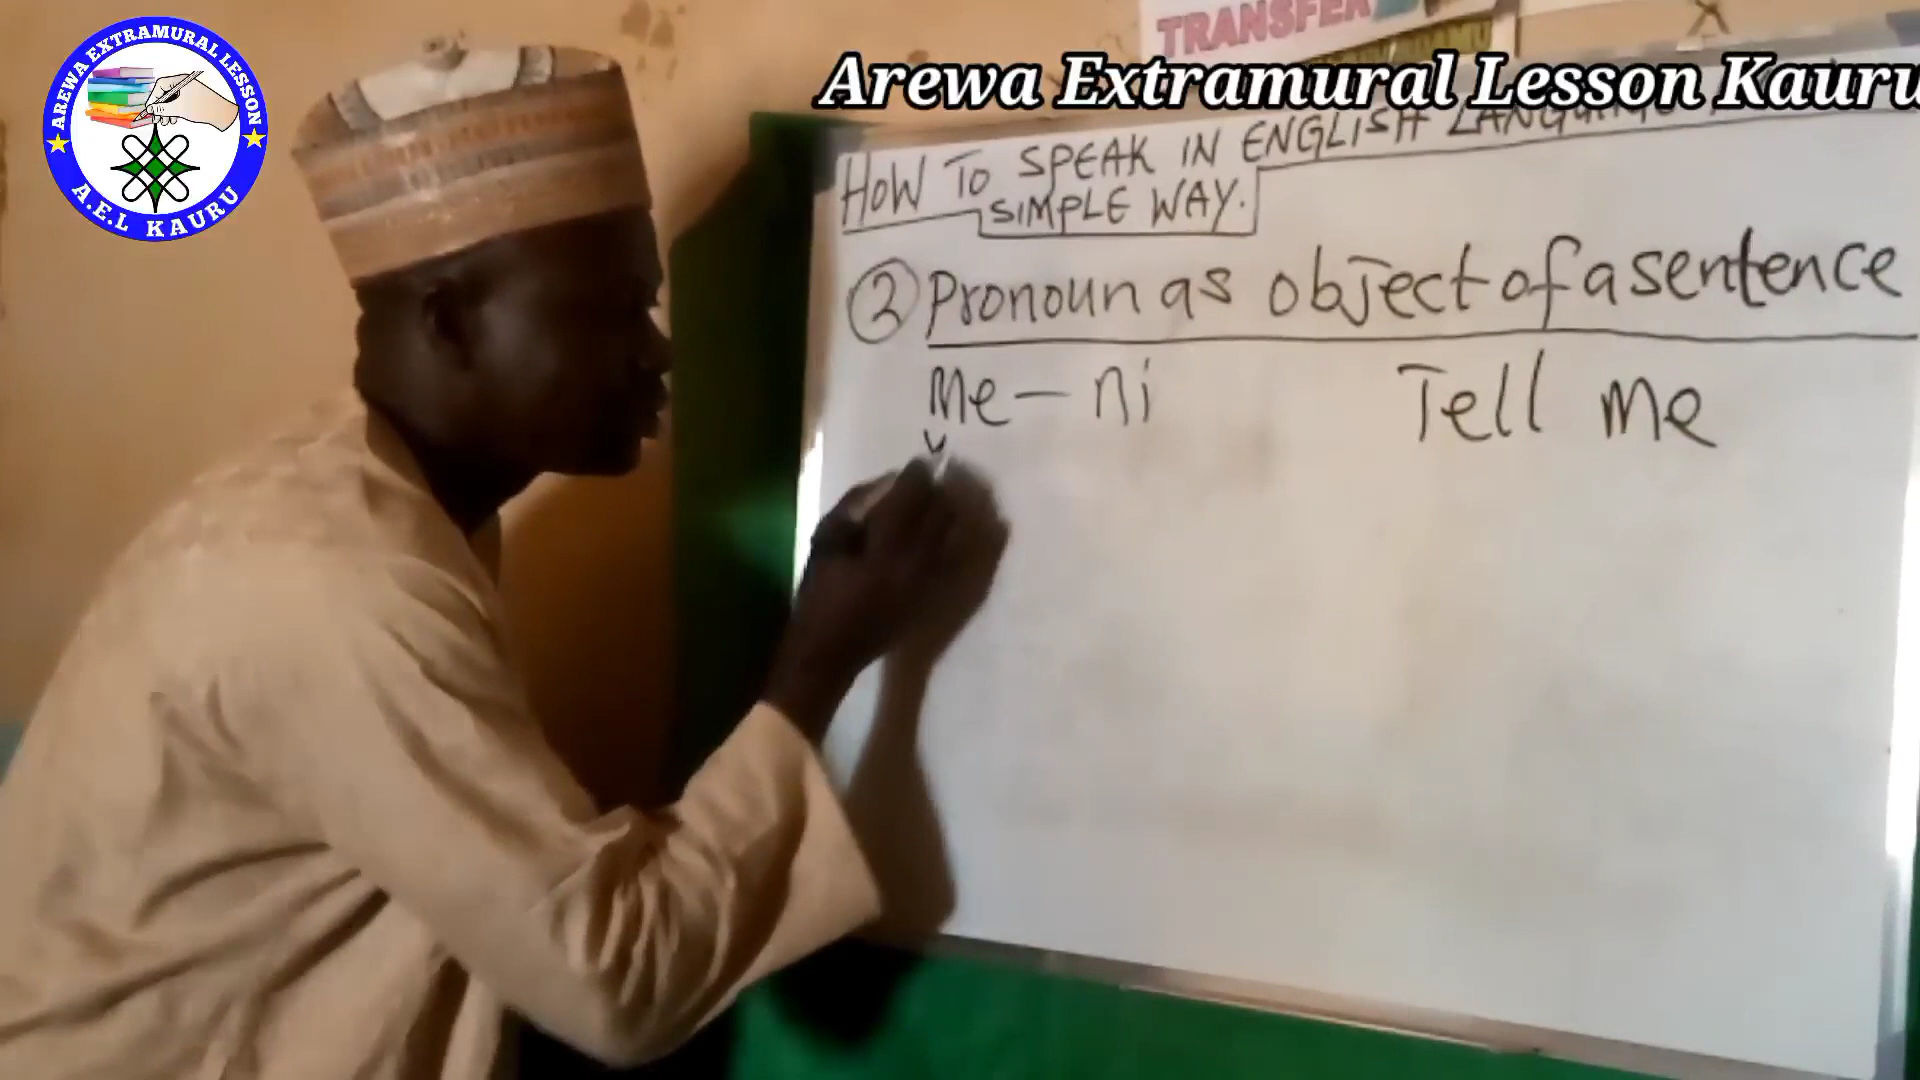 AREWA EXTRAMURAL LESSON
A.E.L KAURU
TRANSFER
Arewa Extramural Lesson Kauru
HOW TO SPEAK IN ENGLISH LANGUAGE
SIMPLE WAY.
② Pronoun as object of a sentence
Me - ni Tell me